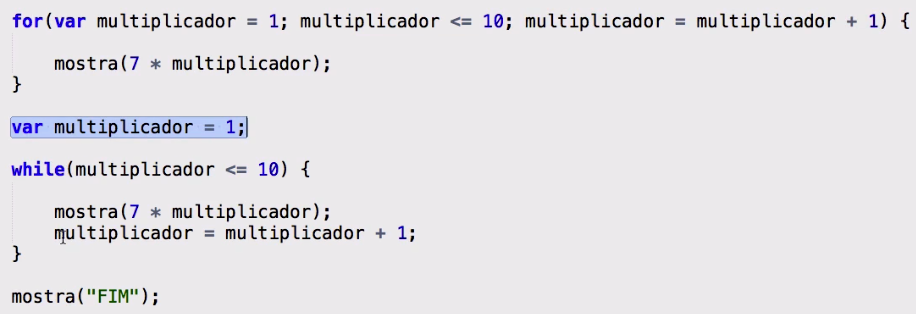 for(var multiplicador = 1; multiplicador <= 10; multiplicador = multiplicador + 1) {
mostra(7 * multiplicador);
}
var multiplicador = 1;
while(multiplicador <= 10) {
mostra(7 * multiplicador);
multiplicador = multiplicador + 1;
}
mostra("FIM");